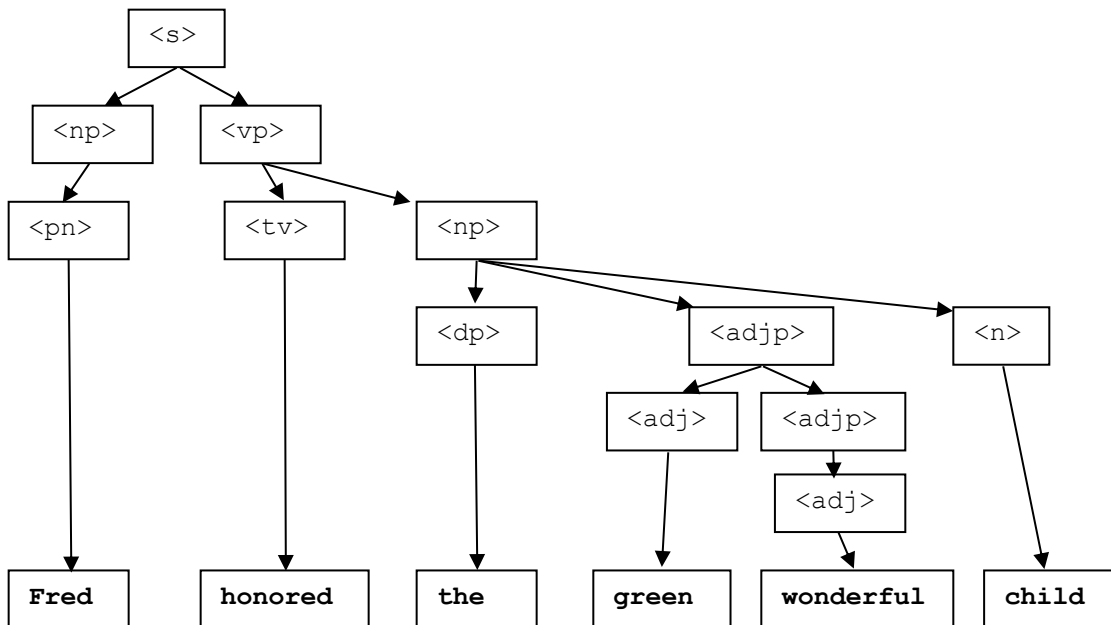 <s>
<np> <vp>
<pn> <tv> <np>
<dp> <adjp> <n>
<adj> <adjp>
<adj>
Fred honored the green wonderful child